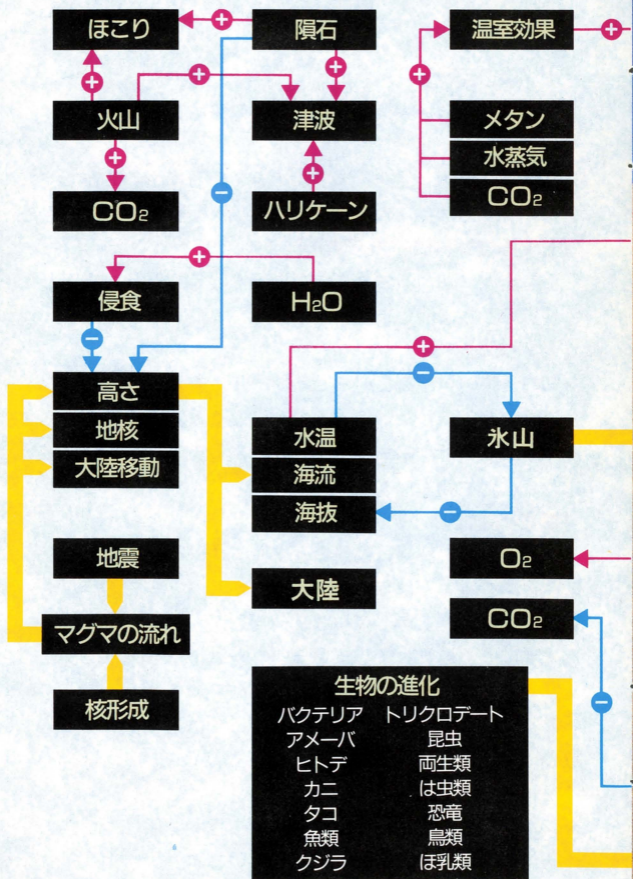 ほこり
隕石
温室効果
火山
津波
メタン
水蒸気
CO₂
CO₂
ハリケーン
侵食
H₂O
高さ
地核
大陸移動
水温
海流
海抜
氷山
地震
大陸
O₂
CO₂
マグマの流れ
核形成
生物の進化
バクテリア トリクロデート
アメーバ 昆虫
ヒトデ 両生類
カニ は虫類
タコ 恐竜
魚類 鳥類
クジラ ほ乳類